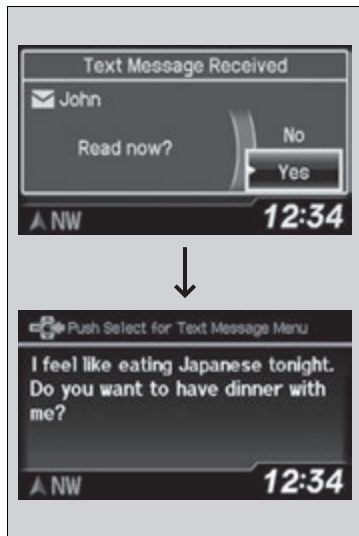 Text Message Received
John
Read now?
No
Yes
NW
12:34
Push Select for Text Message Menu
I feel like eating Japanese tonight.
Do you want to have dinner with
me?
NW
12:34